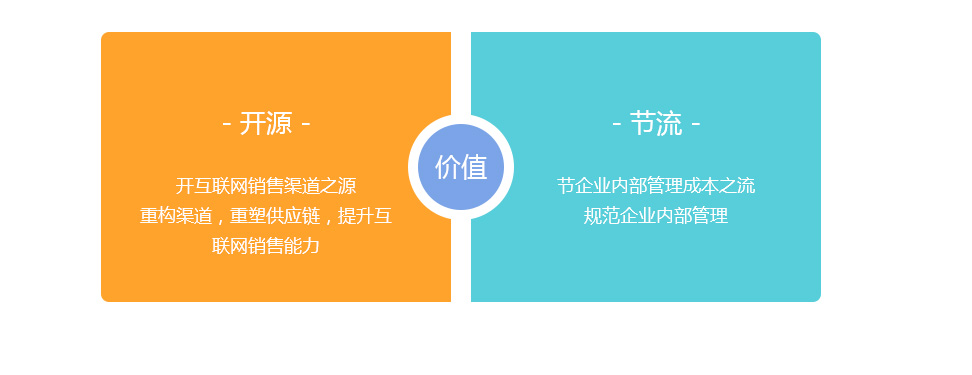 - 开源 -
开互联网销售渠道之源
重构渠道，重塑供应链，提升互
联网销售能力
价值
- 节流 -
节企业内部管理成本之流
规范企业内部管理